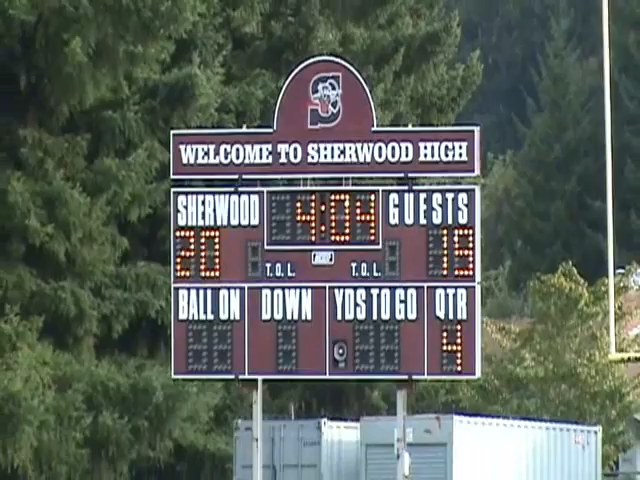 S
WELCOME TO SHERWOOD HIGH
SHERWOOD 4:04 GUESTS
20 T.O.L. T.O.L. 19
BALL ON DOWN YDS TO GO QTR
4